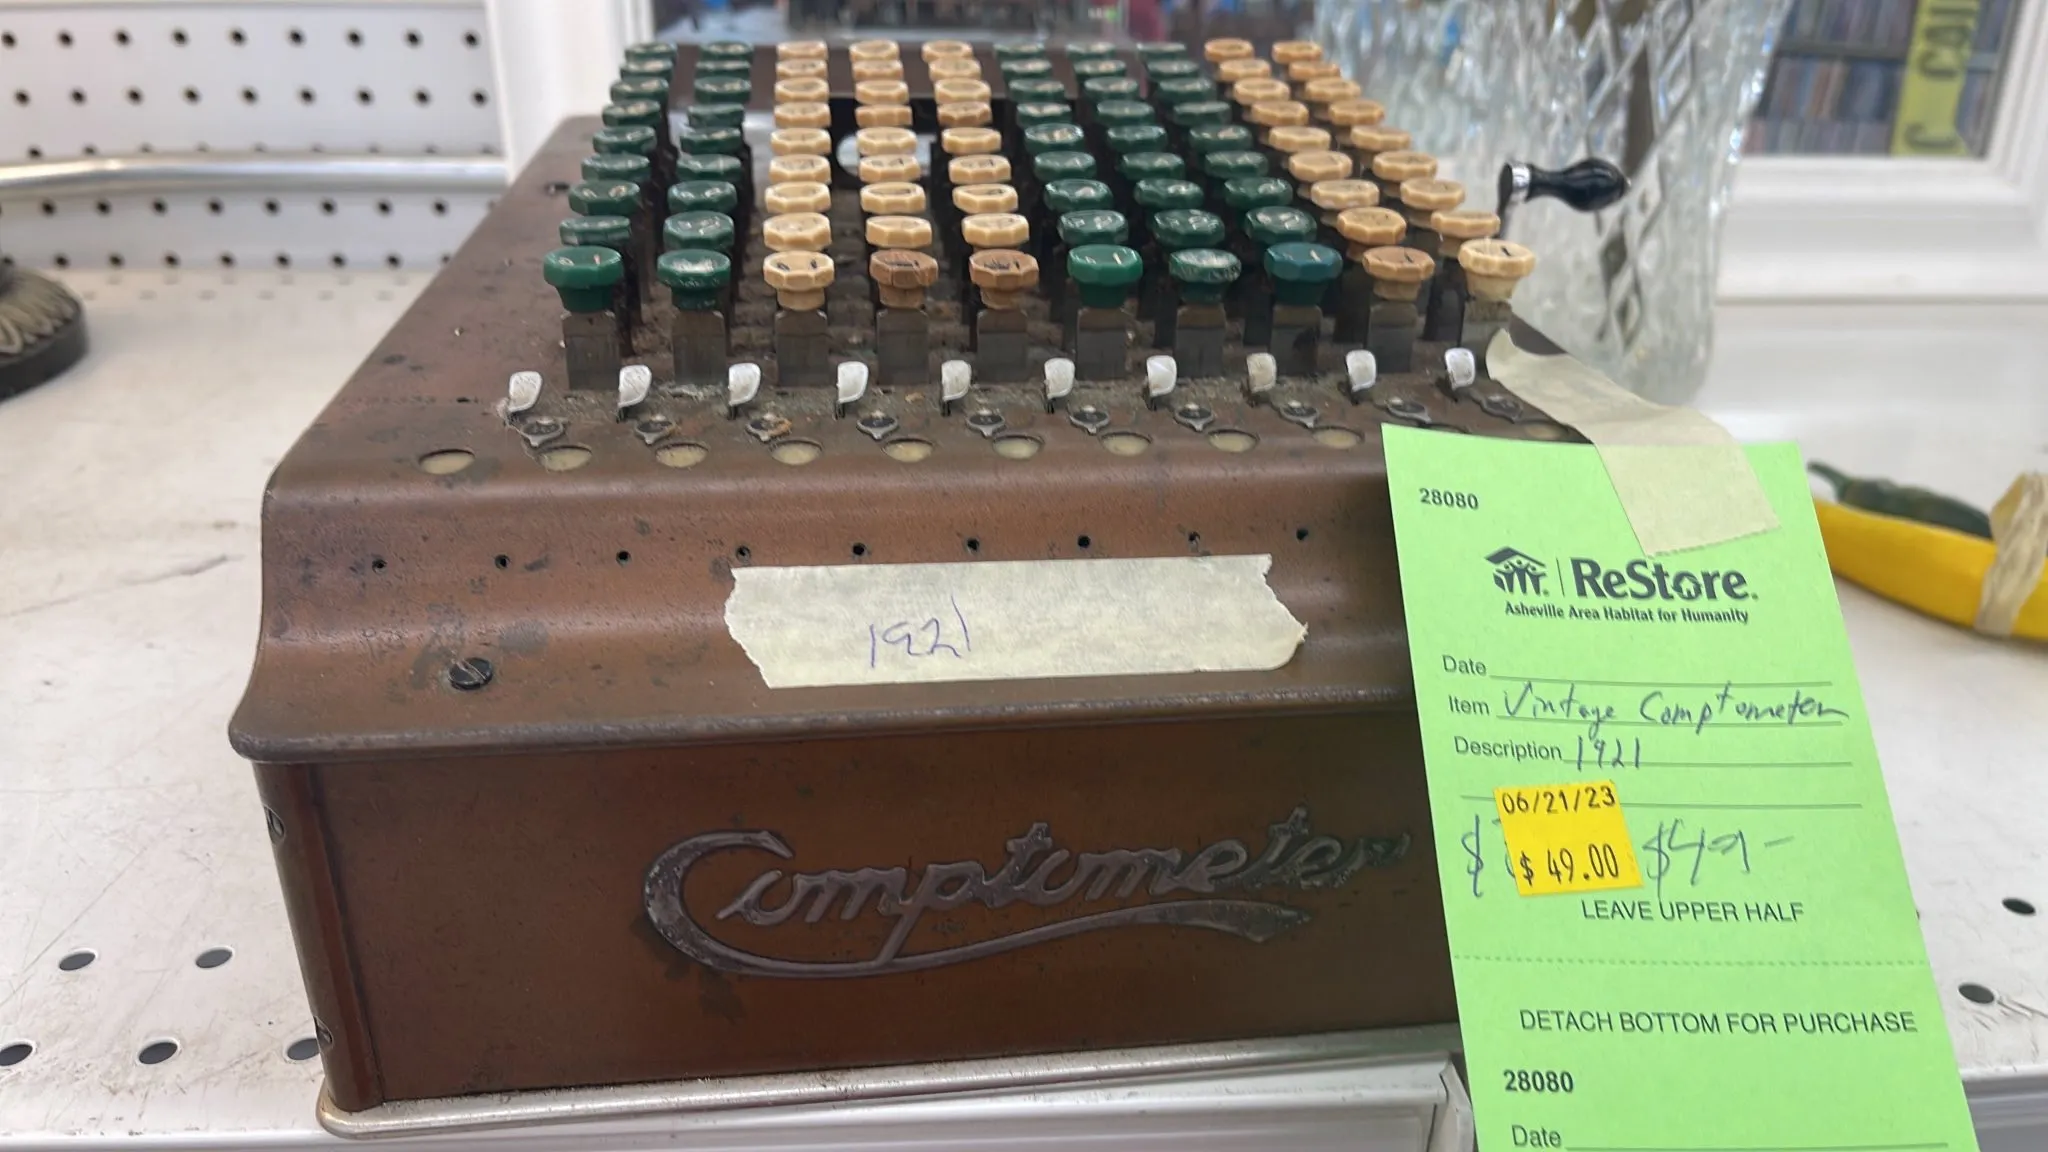 1921
Comptometer
28080
ReStore.
Asheville Area Habitat for Humanity
Date
Item Vintage Comptometer
Description 1921
06/21/23
$ 49.00
$49-
LEAVE UPPER HALF
DETACH BOTTOM FOR PURCHASE
28080
Date